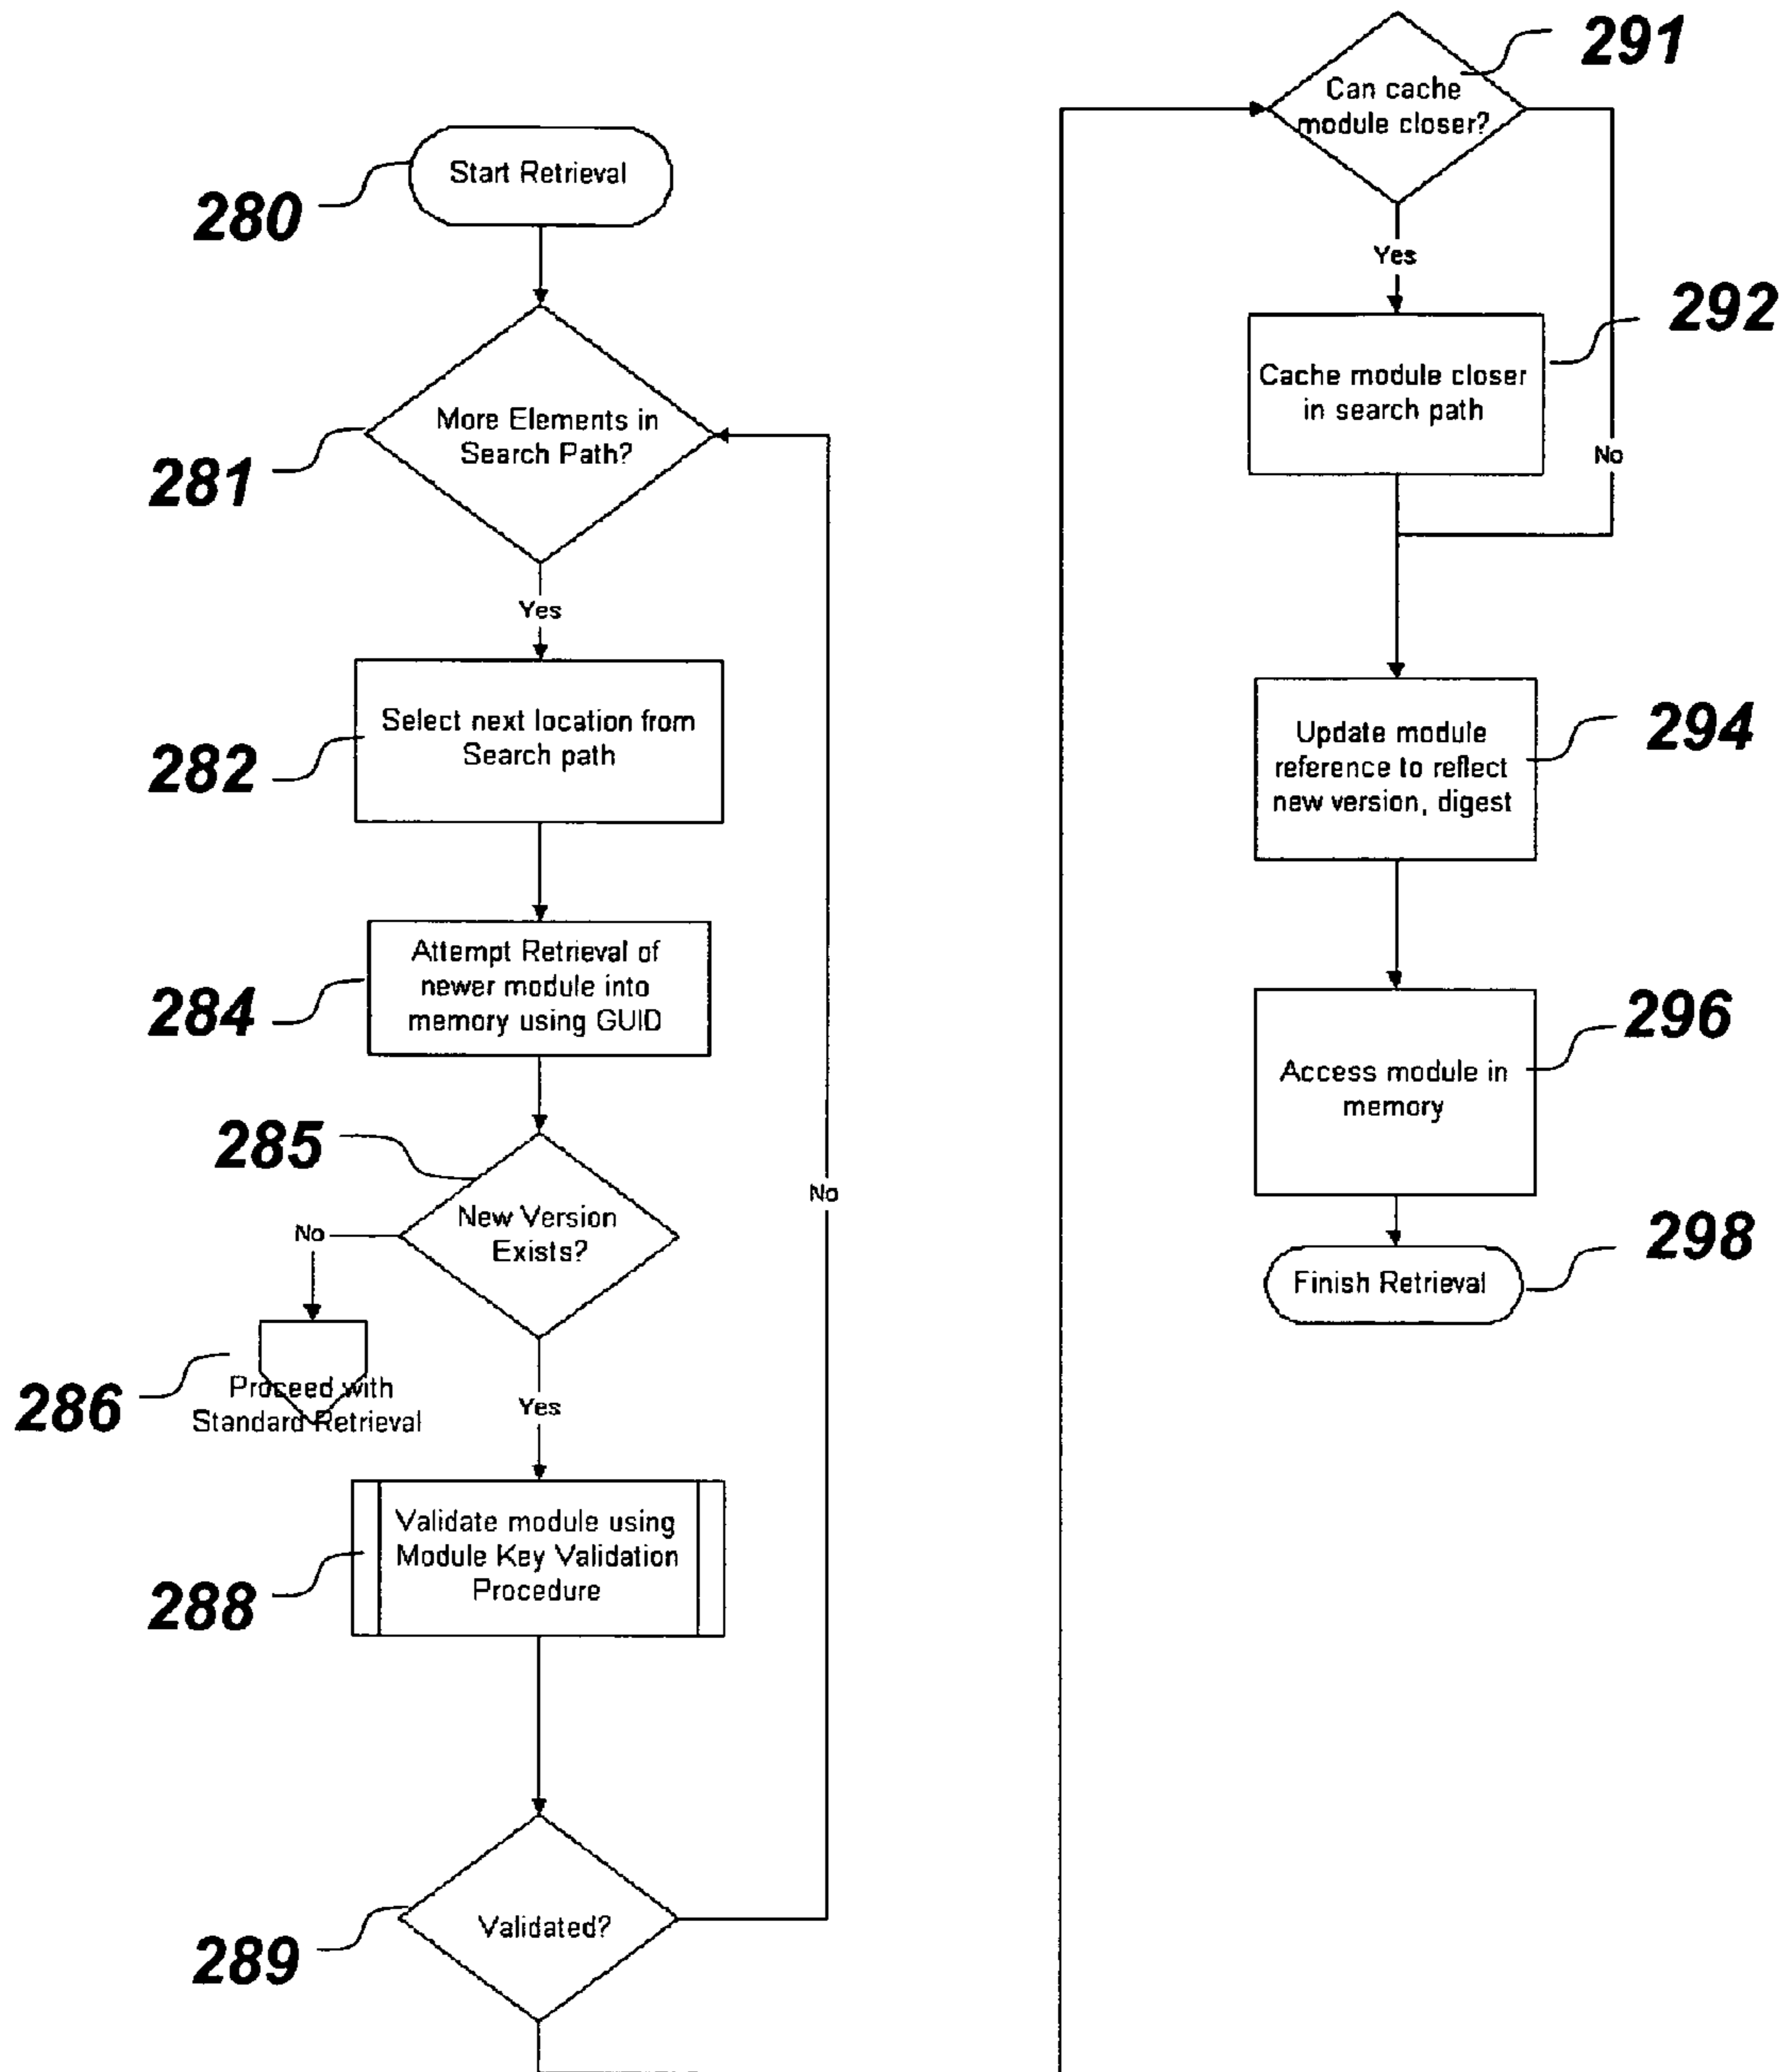 280
Start Retrieval
281
More Elements in
Search Path?
Yes
282
Select next location from
Search path
284
Attempt Retrieval of
newer module into
memory using GUID
285
New Version
Exists?
No
286
Proceed with
Standard Retrieval
Yes
No
288
Validate module using
Module Key Validation
Procedure
289
Validated?
291
Can cache
module closer?
Yes
292
Cache module closer
in search path
No
294
Update module
reference to reflect
new version, digest
296
Access module in
memory
298
Finish Retrieval